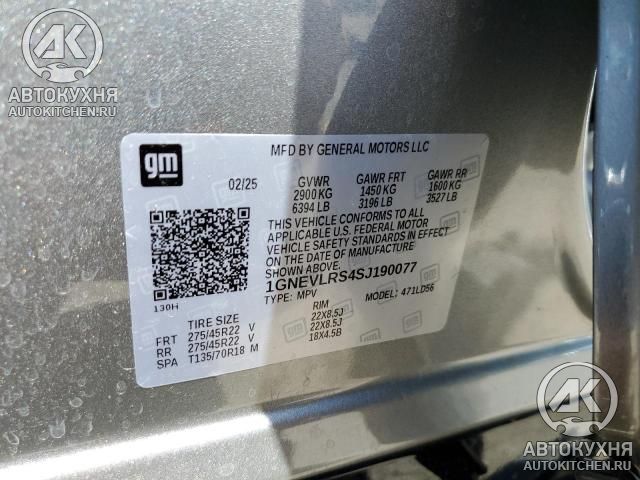 АК
АВТОКУХНЯ
AUTOKITCHEN.RU
gm
MFD BY GENERAL MOTORS LLC
02/25 GVWR GAWR FRT GAWR RR
2900 KG 1450 KG 1600 KG
6394 LB 3196 LB 3527 LB
THIS VEHICLE CONFORMS TO ALL
APPLICABLE U.S. FEDERAL MOTOR
VEHICLE SAFETY STANDARDS IN EFFECT
ON THE DATE OF MANUFACTURE
SHOWN ABOVE.
1GNEVLRS4SJ190077
TYPE: MPV MODEL: 471LD56
130H
TIRE SIZE RIM
FRT 275/45R22 V 22X8.5J
RR 275/45R22 V 22X8.5J
SPA T135/70R18 M 18X4.5B
АК
АВТОКУХНЯ
AUTOKITCHEN.RU